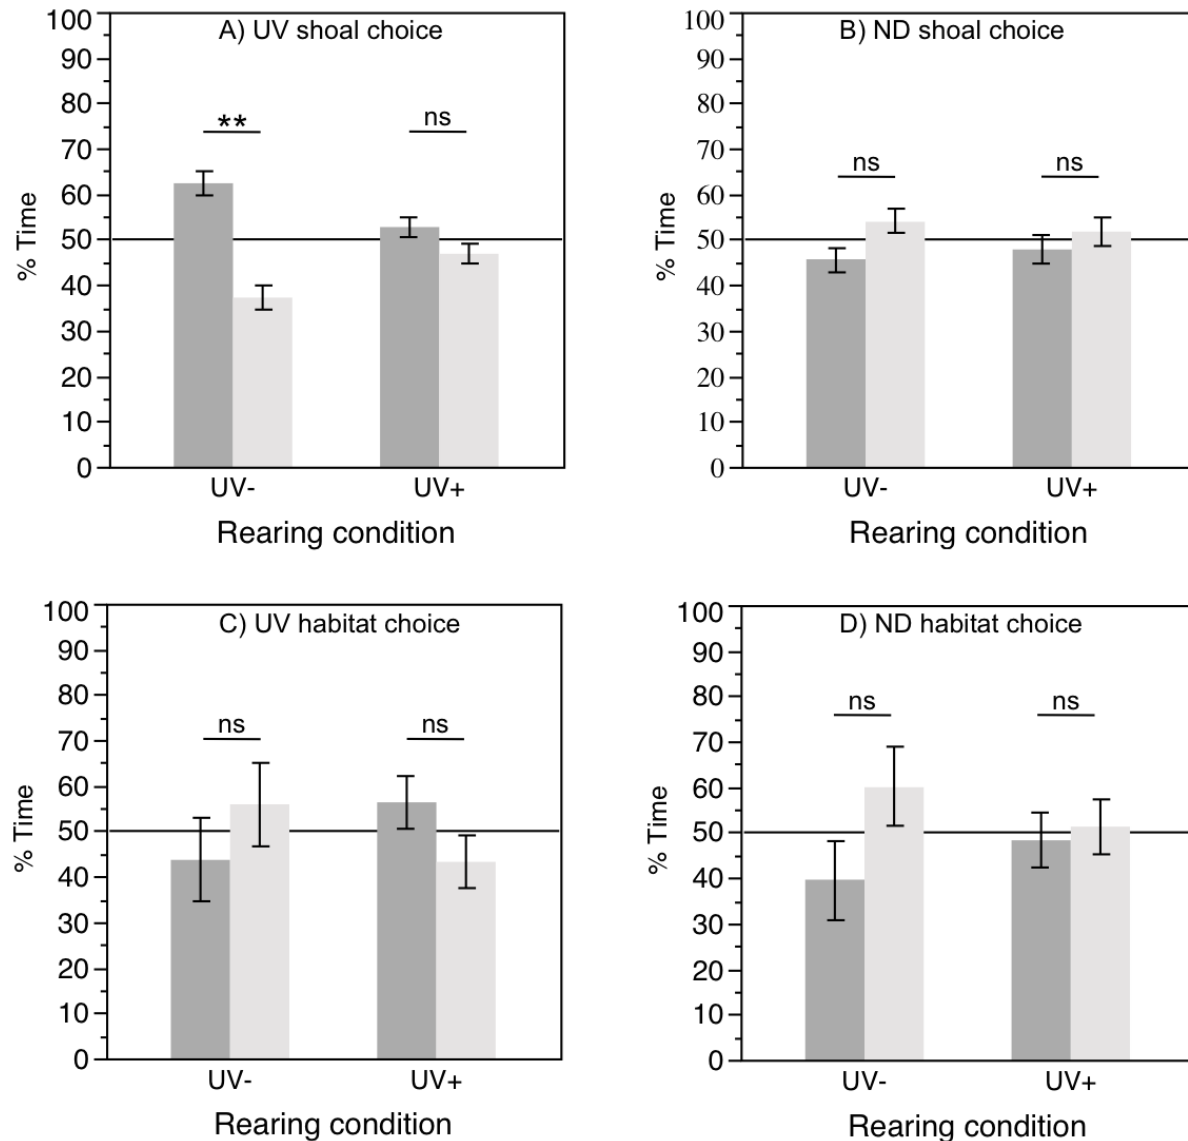 A) UV shoal choice
100
90
80
70
60
50
40
30
20
10
0
% Time
**
ns
UV-
UV+
Rearing condition
B) ND shoal choice
100
90
80
70
60
50
40
30
20
10
0
% Time
ns
ns
UV-
UV+
Rearing condition
C) UV habitat choice
100
90
80
70
60
50
40
30
20
10
0
% Time
ns
ns
UV-
UV+
Rearing condition
D) ND habitat choice
100
90
80
70
60
50
40
30
20
10
0
% Time
ns
ns
UV-
UV+
Rearing condition